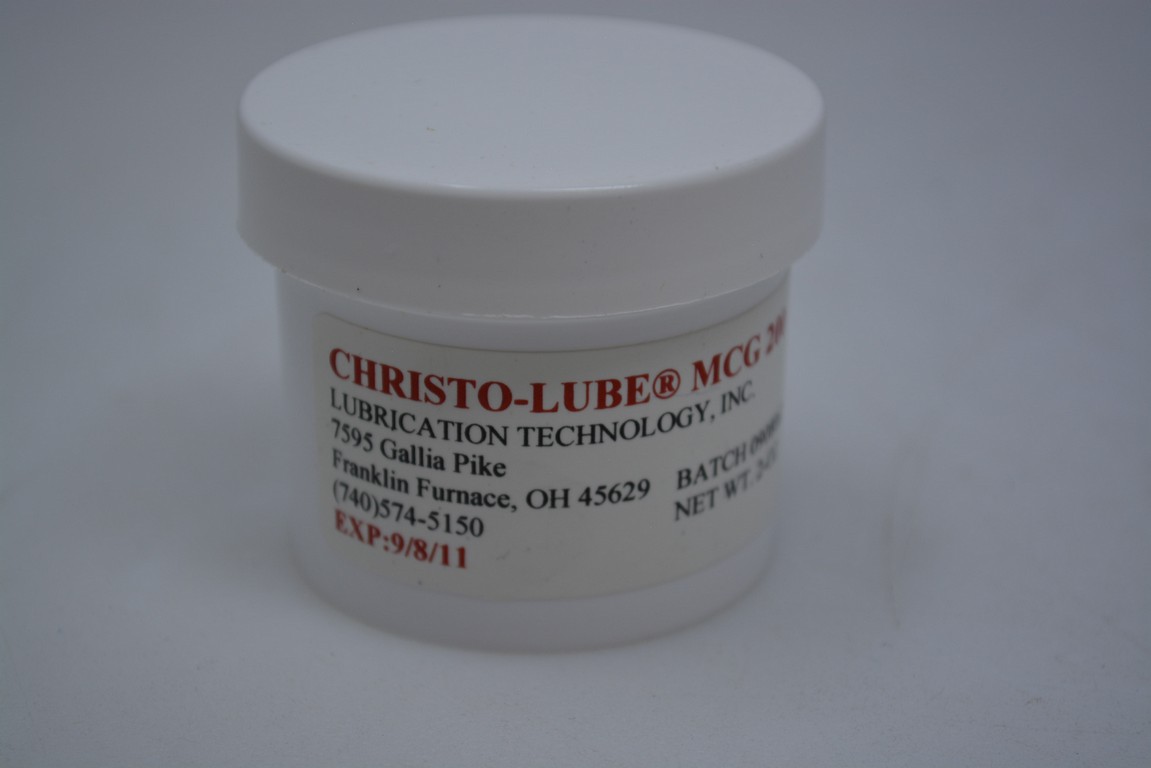 CHRISTO-LUBE® MCG
LUBRICATION TECHNOLOGY, INC.
7595 Gallia Pike
Franklin Furnace, OH 45629
(740)574-5150
EXP:9/8/11
BATCH
NET WT.